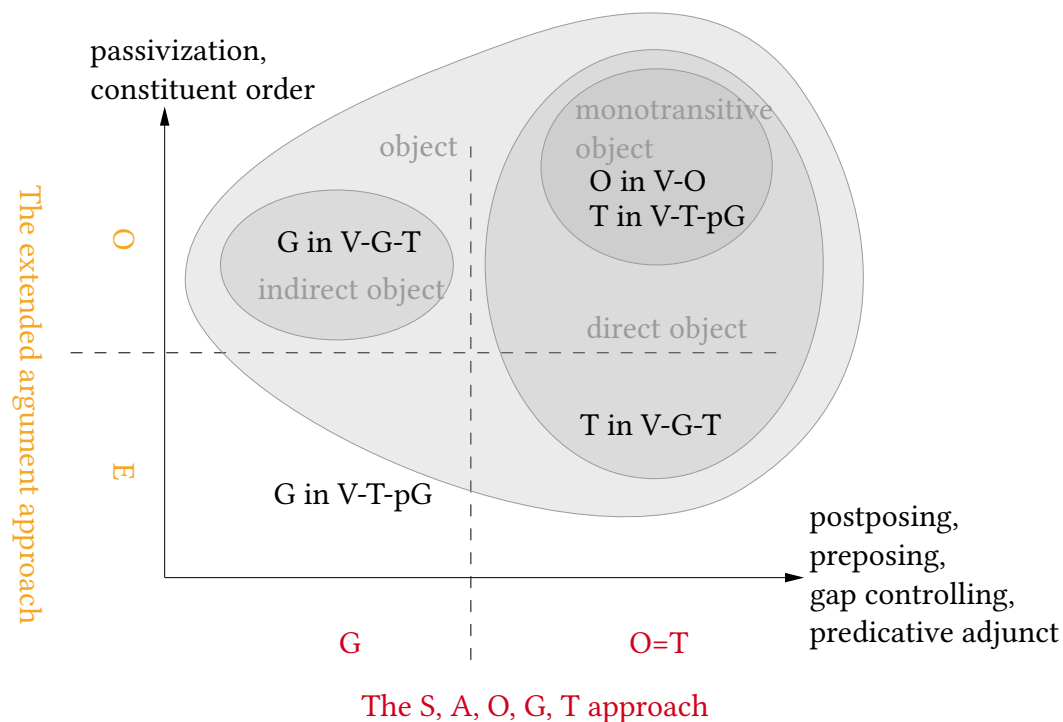 passivization,
constituent order
monotransitive
object
object
O in V-O
T in V-T-pG
G in V-G-T
indirect object
direct object
T in V-G-T
G in V-T-pG
The extended argument approach
O
E
postposing,
preposing,
gap controlling,
predicative adjunct
G
O=T
The S, A, O, G, T approach